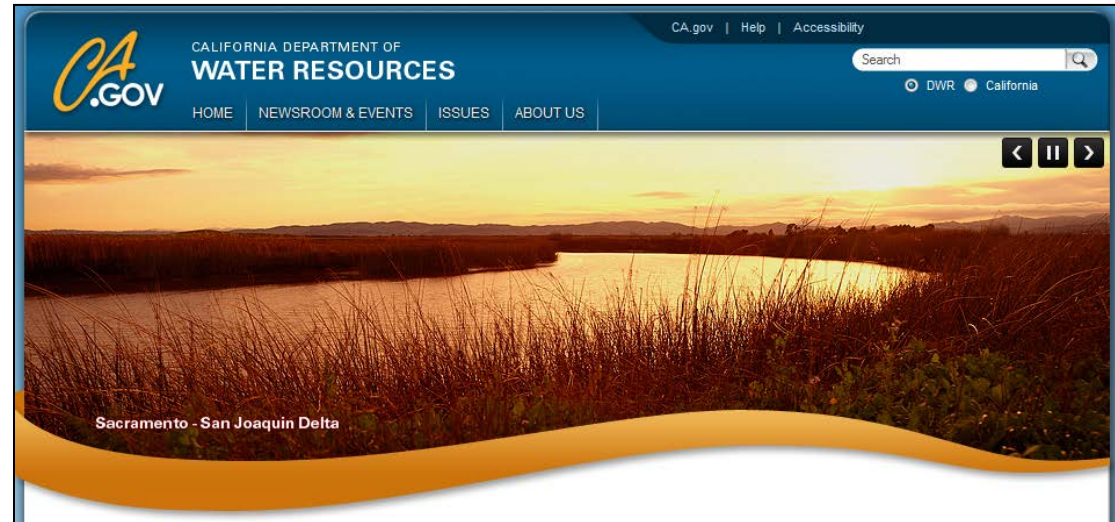 CA.gov | Help | Accessibility
CA
.GOV
CALIFORNIA DEPARTMENT OF
WATER RESOURCES
Search
DWR California
HOME NEWSROOM & EVENTS ISSUES ABOUT US
Sacramento - San Joaquin Delta